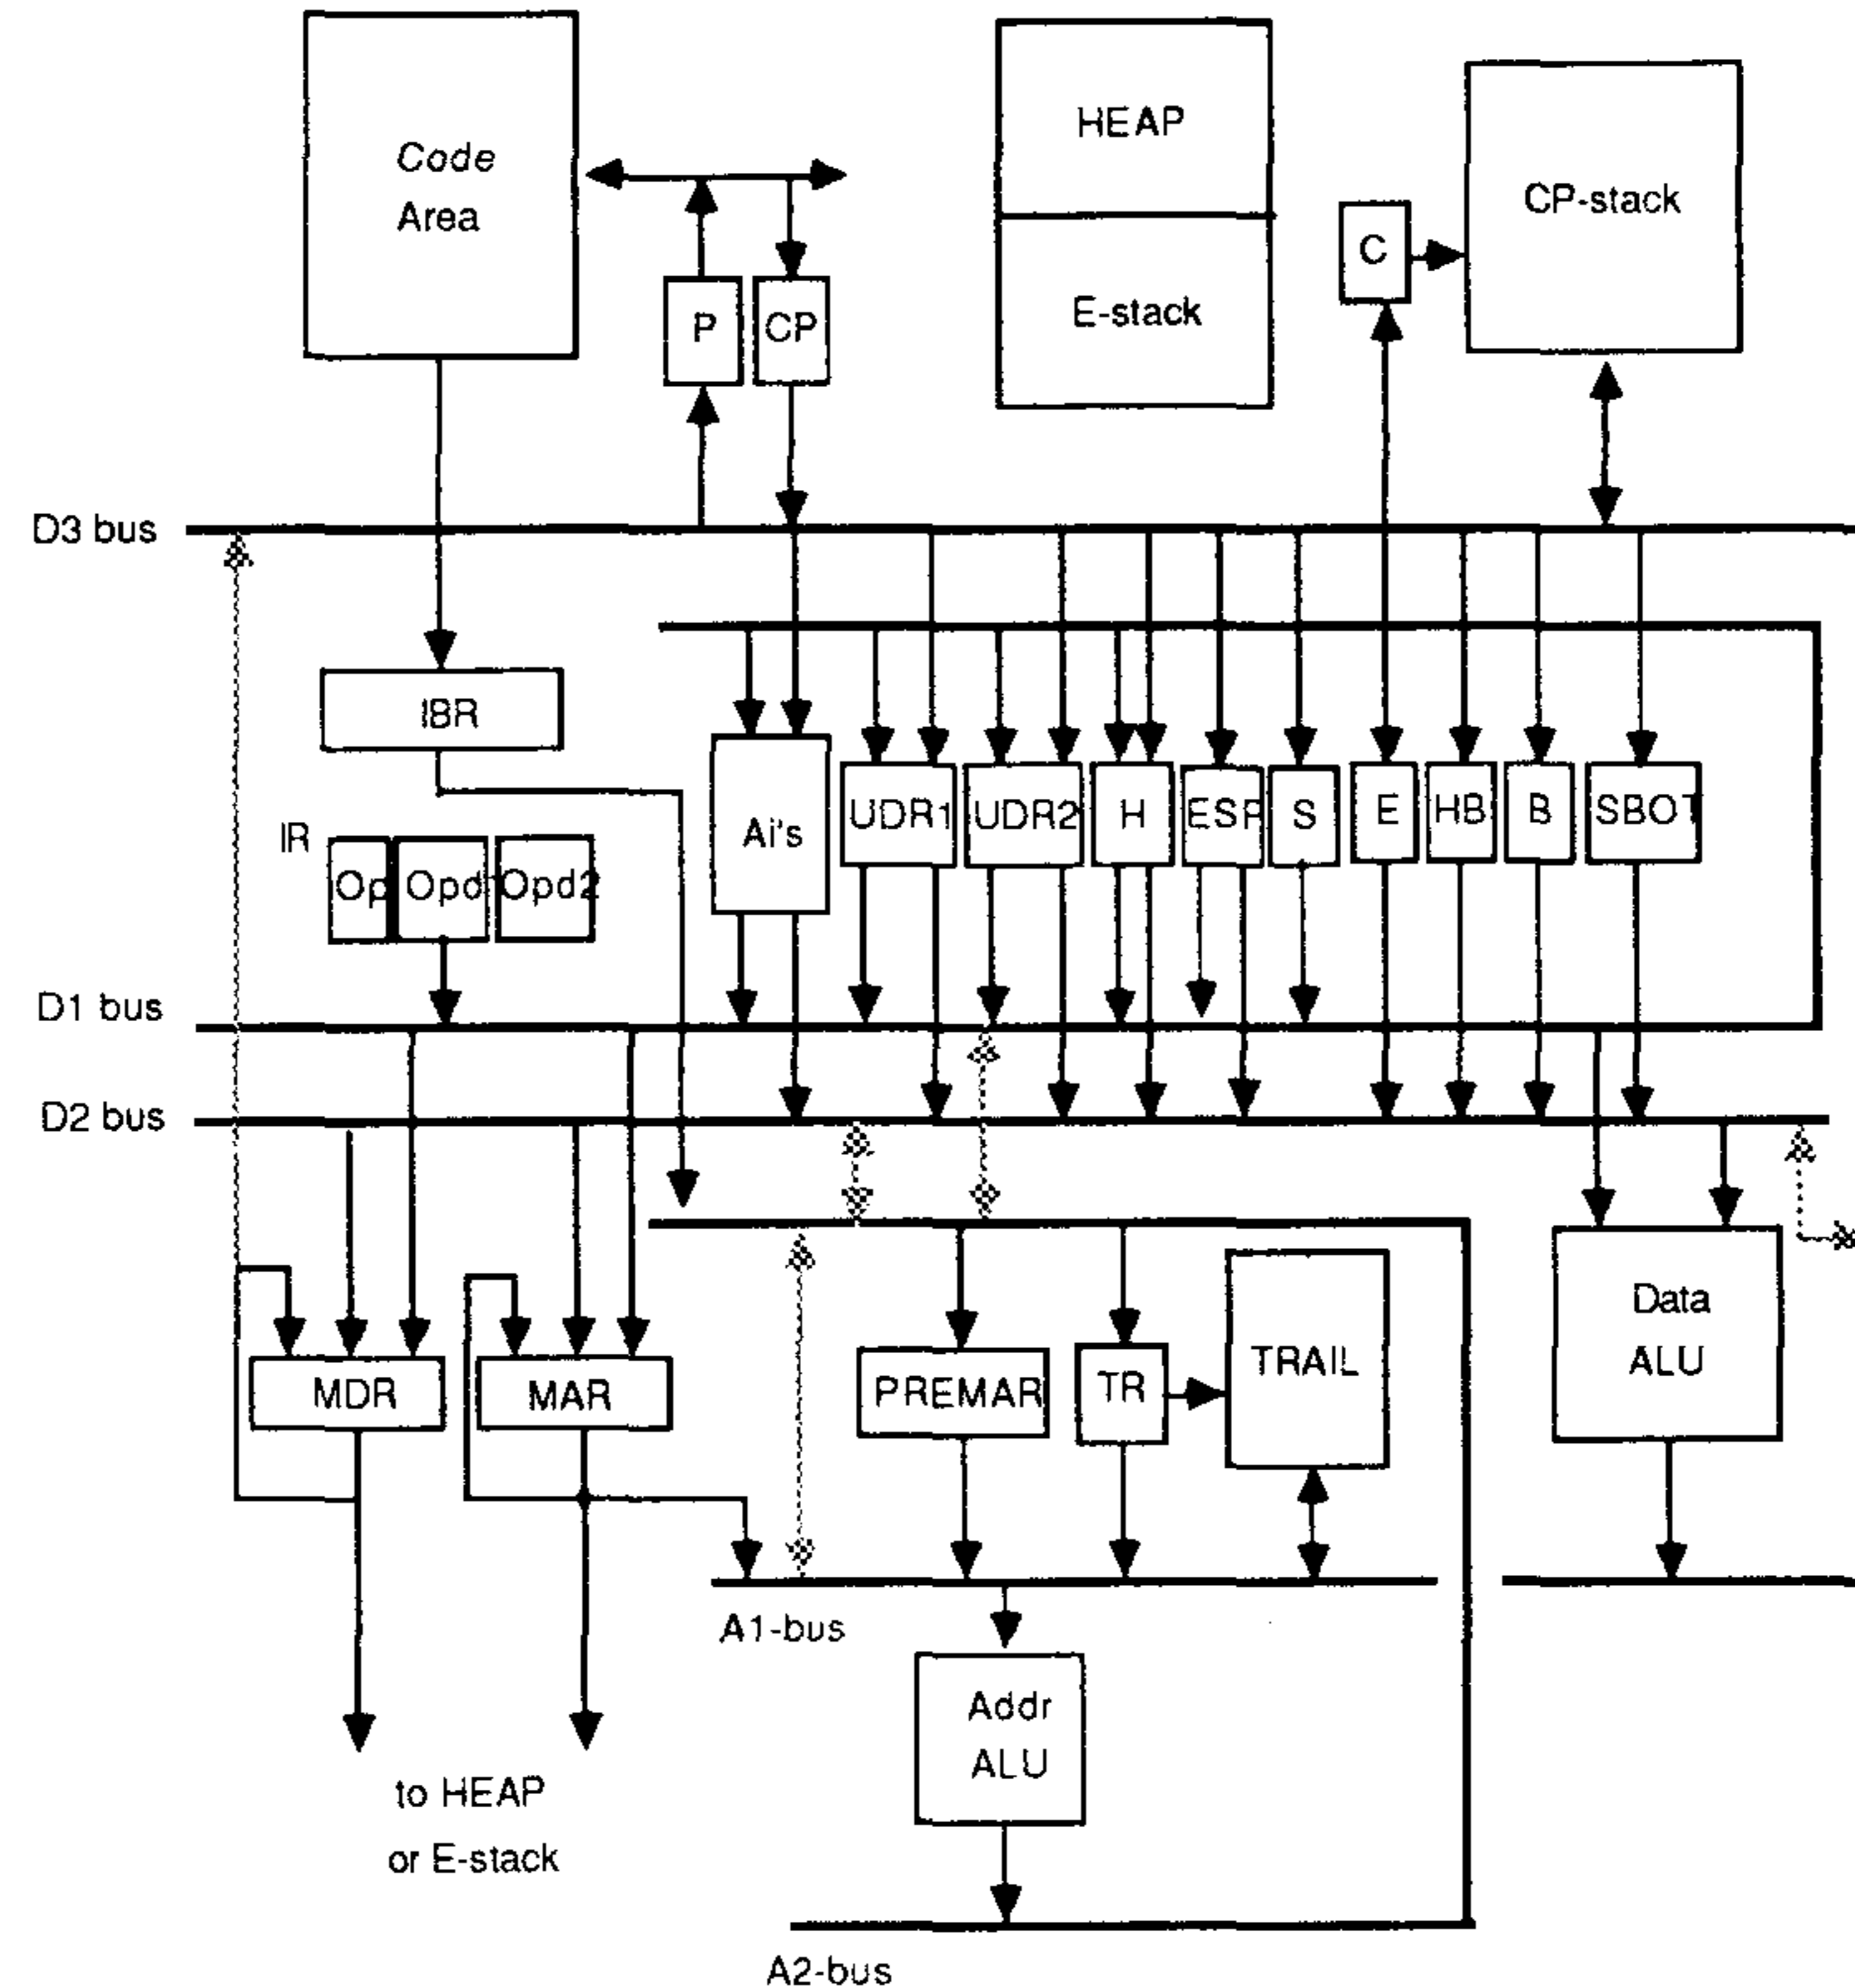 Code
Area
HEAP
E-stack
CP-stack
C
P
CP
D3 bus
IBR
IR
Op
Opd
Opd2
Ai's
UDR1
UDR2
H
ESP
S
E
HB
B
SBOT
D1 bus
D2 bus
MDR
MAR
PREMAR
TR
TRAIL
Data
ALU
A1-bus
Addr
ALU
to HEAP
or E-stack
A2-bus